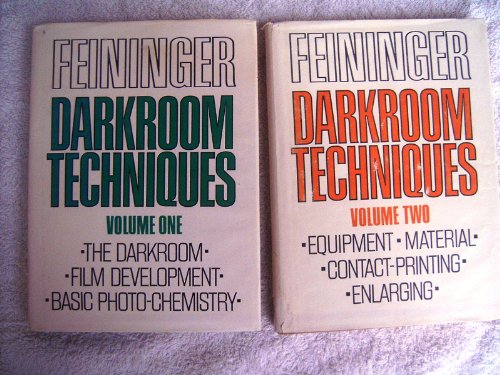 FEININGER
DARKROOM
TECHNIQUES
VOLUME ONE
•THE DARKROOM•
•FILM DEVELOPMENT•
•BASIC PHOTO-CHEMISTRY•
FEININGER
DARKROOM
TECHNIQUES
VOLUME TWO
•EQUIPMENT•MATERIAL•
•CONTACT-PRINTING•
•ENLARGING•